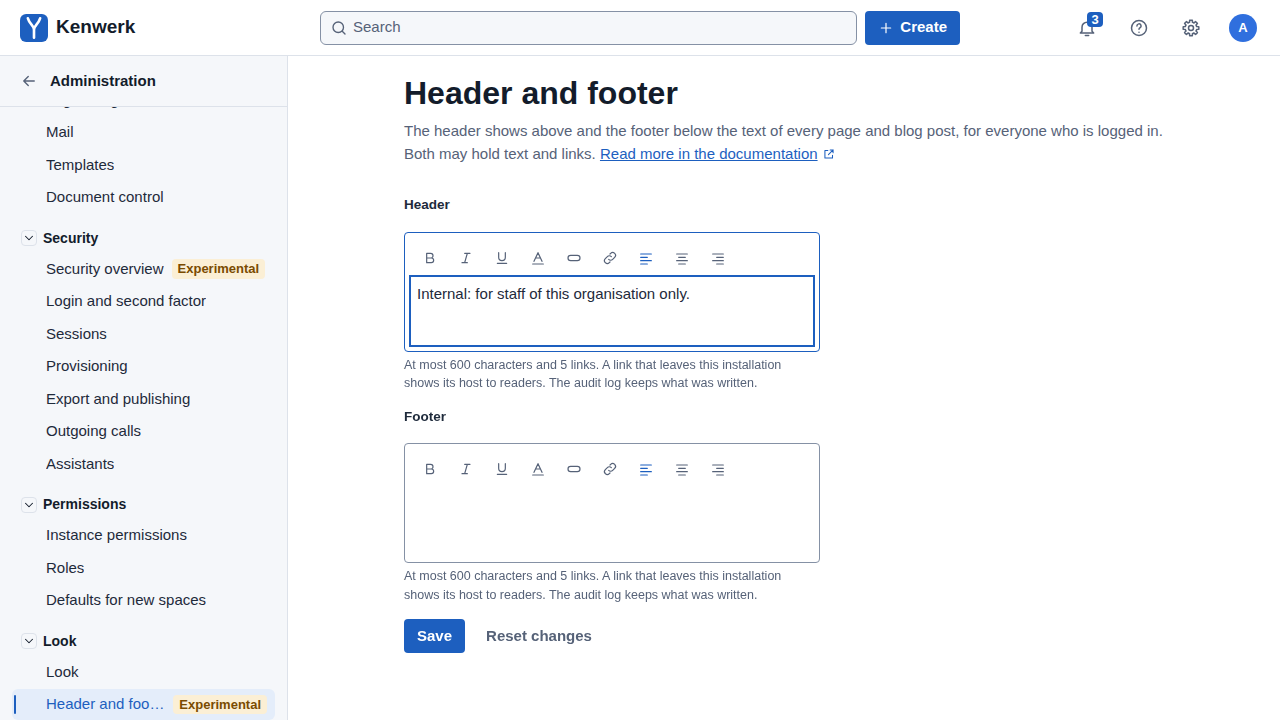 Kenwerk
Search
Create
3
A
Administration
Mail
Templates
Document control
Security
Security overview Experimental
Login and second factor
Sessions
Provisioning
Export and publishing
Outgoing calls
Assistants
Permissions
Instance permissions
Roles
Defaults for new spaces
Look
Look
Header and foo… Experimental
Header and footer
The header shows above and the footer below the text of every page and blog post, for everyone who is logged in.
Both may hold text and links. Read more in the documentation
Header
Internal: for staff of this organisation only.
At most 600 characters and 5 links. A link that leaves this installation
shows its host to readers. The audit log keeps what was written.
Footer
At most 600 characters and 5 links. A link that leaves this installation
shows its host to readers. The audit log keeps what was written.
Save Reset changes